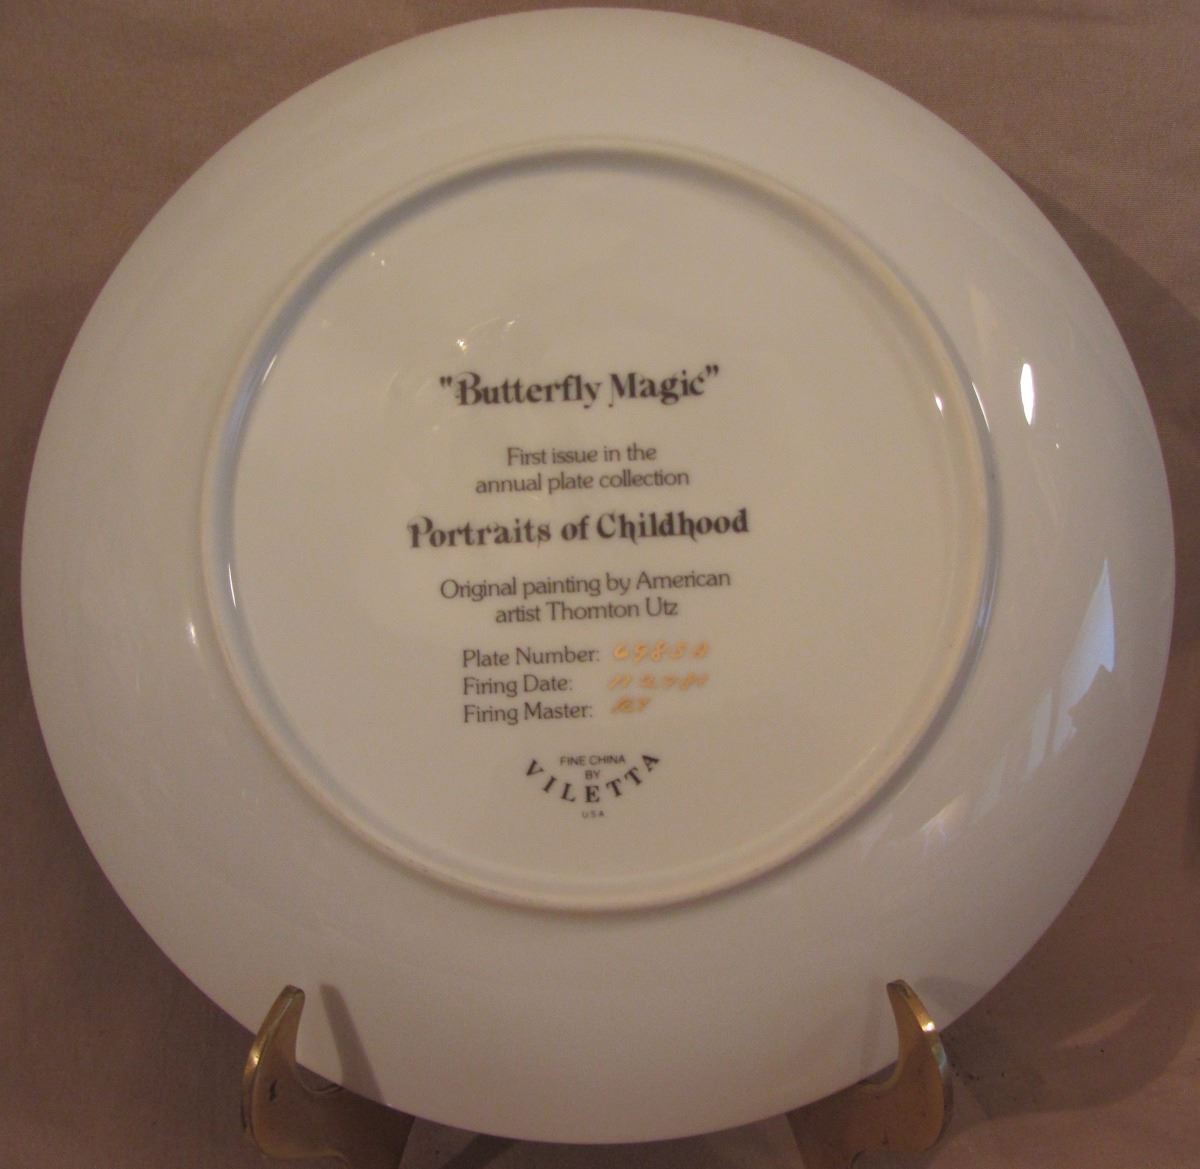 "Butterfly Magic"
First issue in the
annual plate collection
Portraits of Childhood
Original painting by American
artist Thornton Utz
Plate Number:
Firing Date:
Firing Master:
FINE CHINA
BY
VILETTA
USA